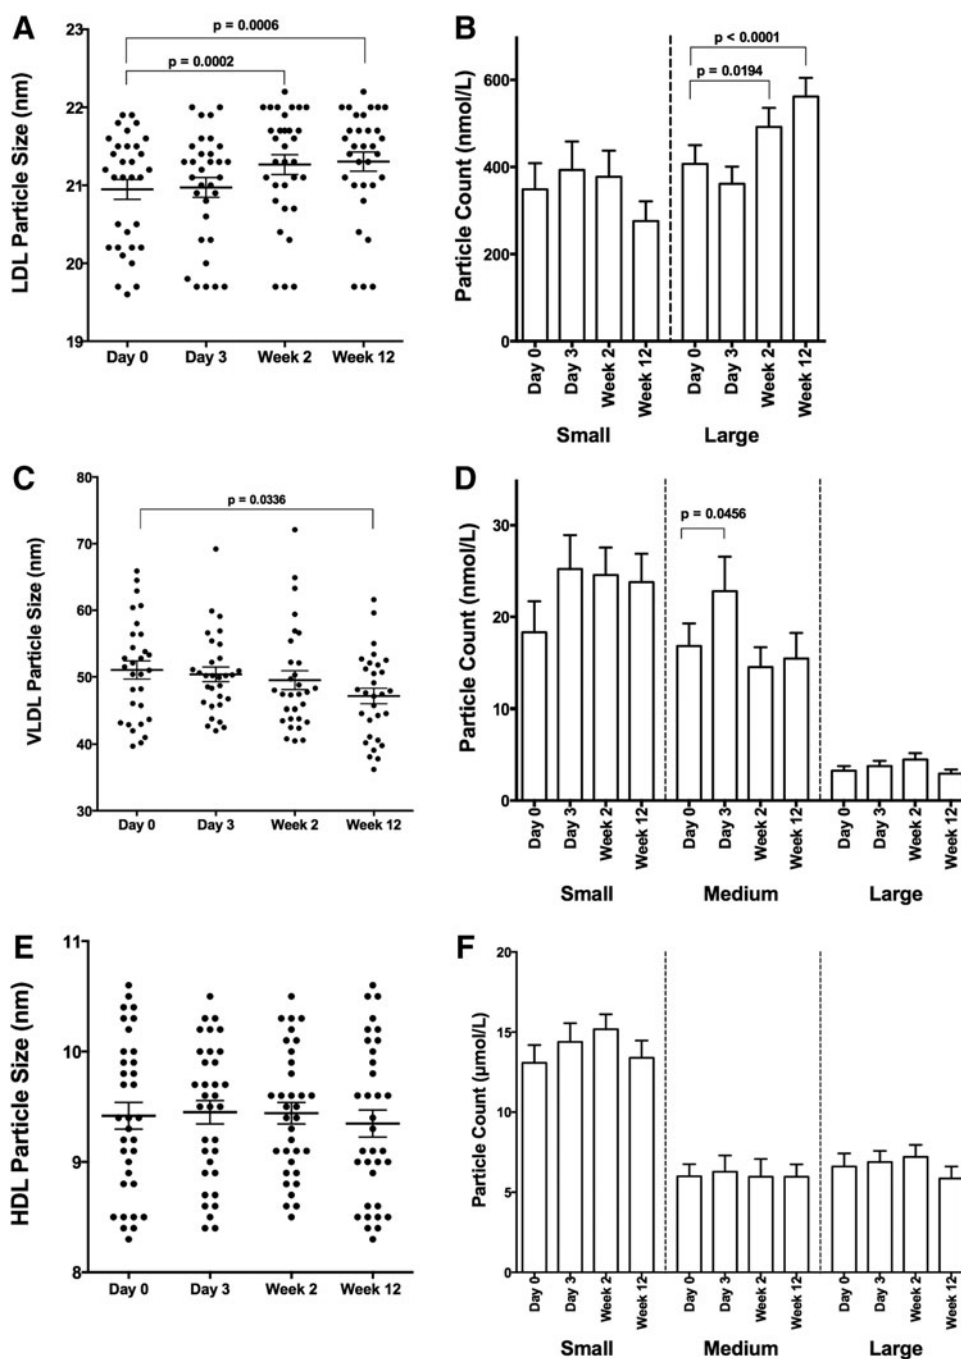 A
LDL Particle Size (nm)
23
22
21
20
19
p = 0.0006
p = 0.0002
Day 0 Day 3 Week 2 Week 12
B
Particle Count (nmol/L)
600
400
200
0
p < 0.0001
p = 0.0194
Day 0 Day 3 Week 2 Week 12 Day 0 Day 3 Week 2 Week 12
Small Large
C
VLDL Particle Size (nm)
80
70
60
50
40
30
p = 0.0336
Day 0 Day 3 Week 2 Week 12
D
Particle Count (nmol/L)
30
20
10
0
p = 0.0456
Day 0 Day 3 Week 2 Week 12 Day 0 Day 3 Week 2 Week 12 Day 0 Day 3 Week 2 Week 12
Small Medium Large
E
HDL Particle Size (nm)
11
10
9
8
Day 0 Day 3 Week 2 Week 12
F
Particle Count (μmol/L)
20
15
10
5
0
Day 0 Day 3 Week 2 Week 12 Day 0 Day 3 Week 2 Week 12 Day 0 Day 3 Week 2 Week 12
Small Medium Large